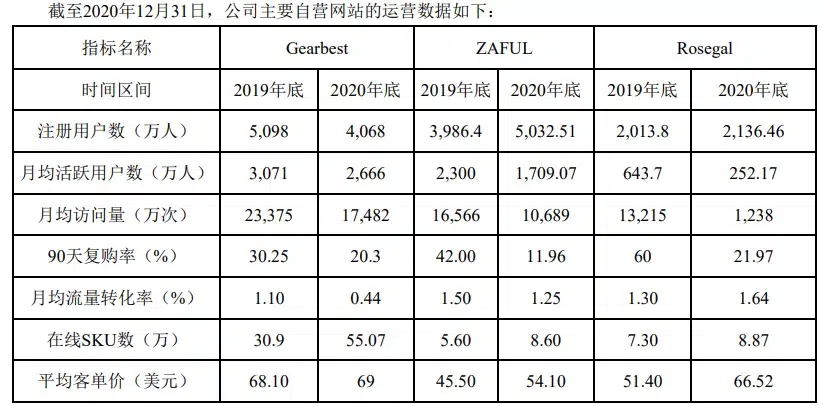 截至2020年12月31日，公司主要自营网站的运营数据如下：
指标名称 Gearbest ZAFUL Rosegal
时间区间 2019年底 2020年底 2019年底 2020年底 2019年底 2020年底
注册用户数（万人） 5,098 4,068 3,986.4 5,032.51 2,013.8 2,136.46
月均活跃用户数（万人） 3,071 2,666 2,300 1,709.07 643.7 252.17
月均访问量（万次） 23,375 17,482 16,566 10,689 13,215 1,238
90天复购率（%） 30.25 20.3 42.00 11.96 60 21.97
月均流量转化率（%） 1.10 0.44 1.50 1.25 1.30 1.64
在线SKU数（万） 30.9 55.07 5.60 8.60 7.30 8.87
平均客单价（美元） 68.10 69 45.50 54.10 51.40 66.52